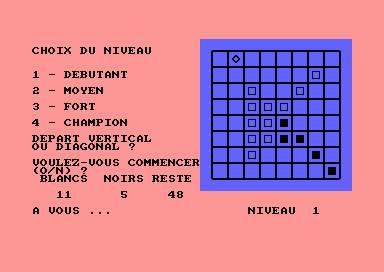 CHOIX DU NIVEAU
1 - DEBUTANT
2 - MOYEN
3 - FORT
4 - CHAMPION
DEPART VERTICAL
OU DIAGONAL ?
VOULEZ-VOUS COMMENCER
(O/N) ?
BLANCS NOIRS RESTE
11 5 48
A VOUS ... NIVEAU 1